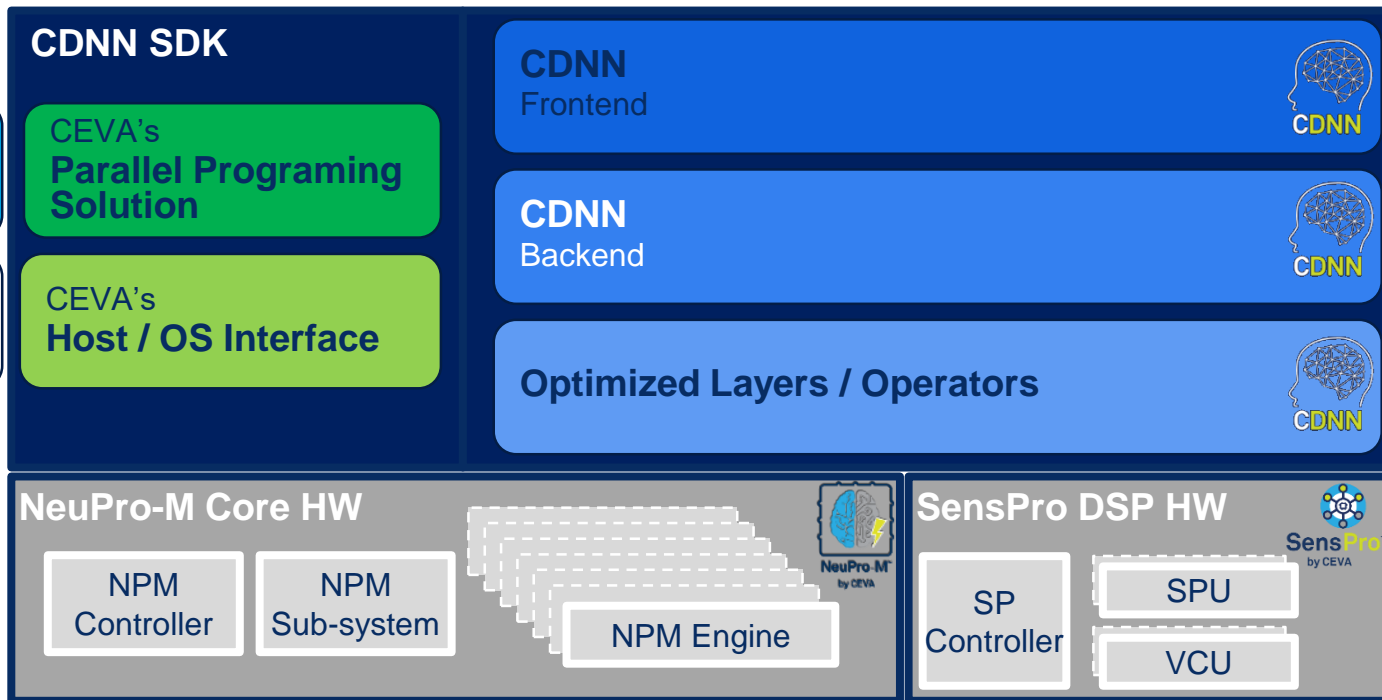 CDNN SDK
CEVA's
Parallel Programing
Solution
CEVA's
Host / OS Interface
CDNN
Frontend
CDNN
CDNN
Backend
CDNN
Optimized Layers / Operators
CDNN
NeuPro-M Core HW
NeuPro-M
by CEVA
NPM
Controller
NPM
Sub-system
NPM Engine
SensPro DSP HW
SensPro
by CEVA
SP
Controller
SPU
VCU